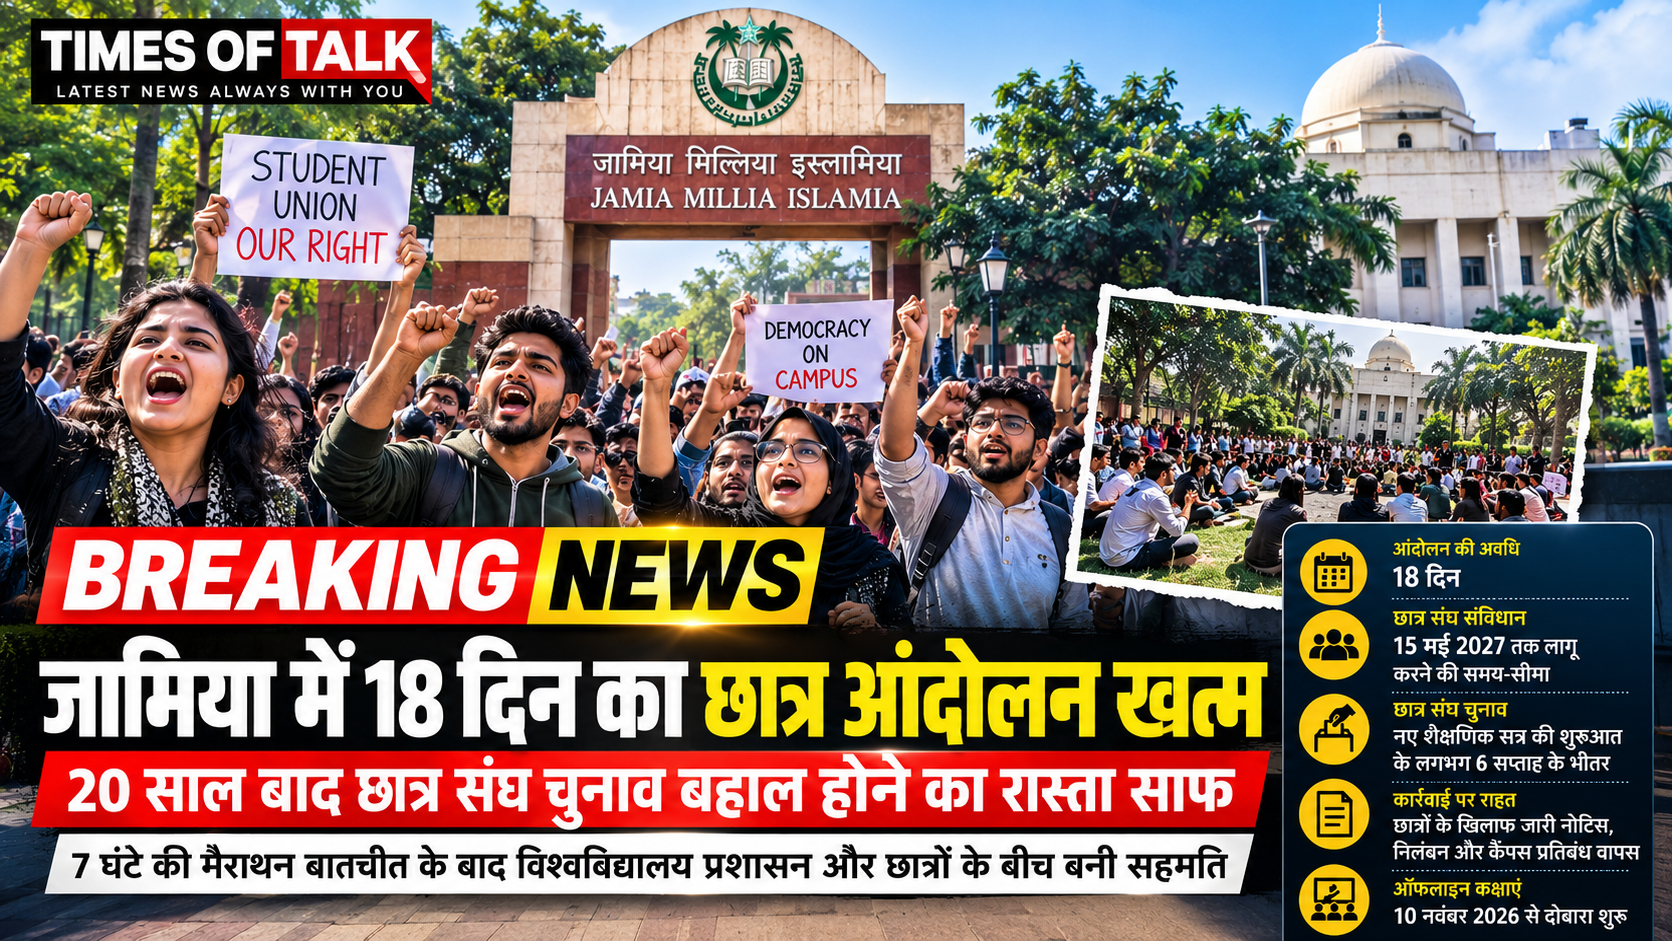 TIMES OF TALK
LATEST NEWS ALWAYS WITH YOU
STUDENT
UNION
OUR RIGHT
जामिया मिल्लिया इस्लामिया
JAMIA MILLIA ISLAMIA
DEMOCRACY
ON
CAMPUS
BREAKING NEWS
जामिया में 18 दिन का छात्र आंदोलन खत्म
20 साल बाद छात्र संघ चुनाव बहाल होने का रास्ता साफ
7 घंटे की मैराथन बातचीत के बाद विश्वबिद्यालय प्रशासन और छात्रों के बीच बनी सहमति
आंदोलन की अवधि
18 दिन
छात्र संघ संविधान
15 मई 2027 तक लागू
करने की समय-सीमा
छात्र संघ चुनाव
नए शैक्षणिक सत्र की शुरूआत
के लगभग 6 सप्ताह के भीतर
कार्रवाई पर राहत
छात्रों के खिलाफ जारी नोटिस,
निलंबन और कैंपस प्रतिबंध वापस
ऑफलाइन कक्षाएं
10 नवंबर 2026 से दोबारा शुरू